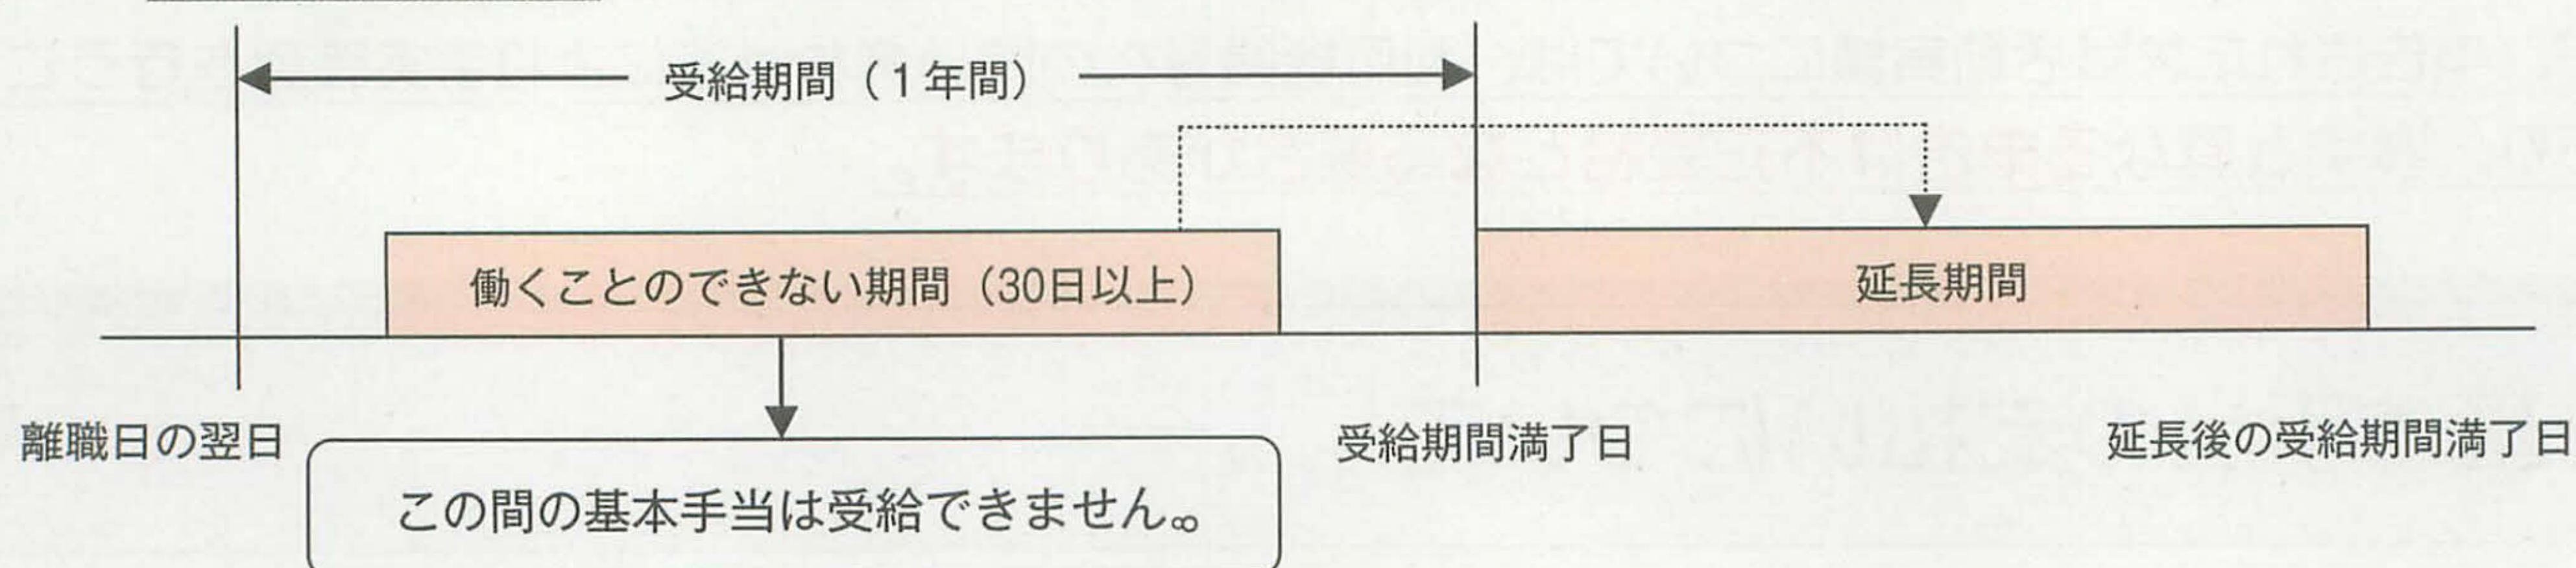 受給期間（１年間）
働くことのできない期間（30日以上）
延長期間
離職日の翌日
受給期間満了日
延長後の受給期間満了日
この間の基本手当は受給できません。